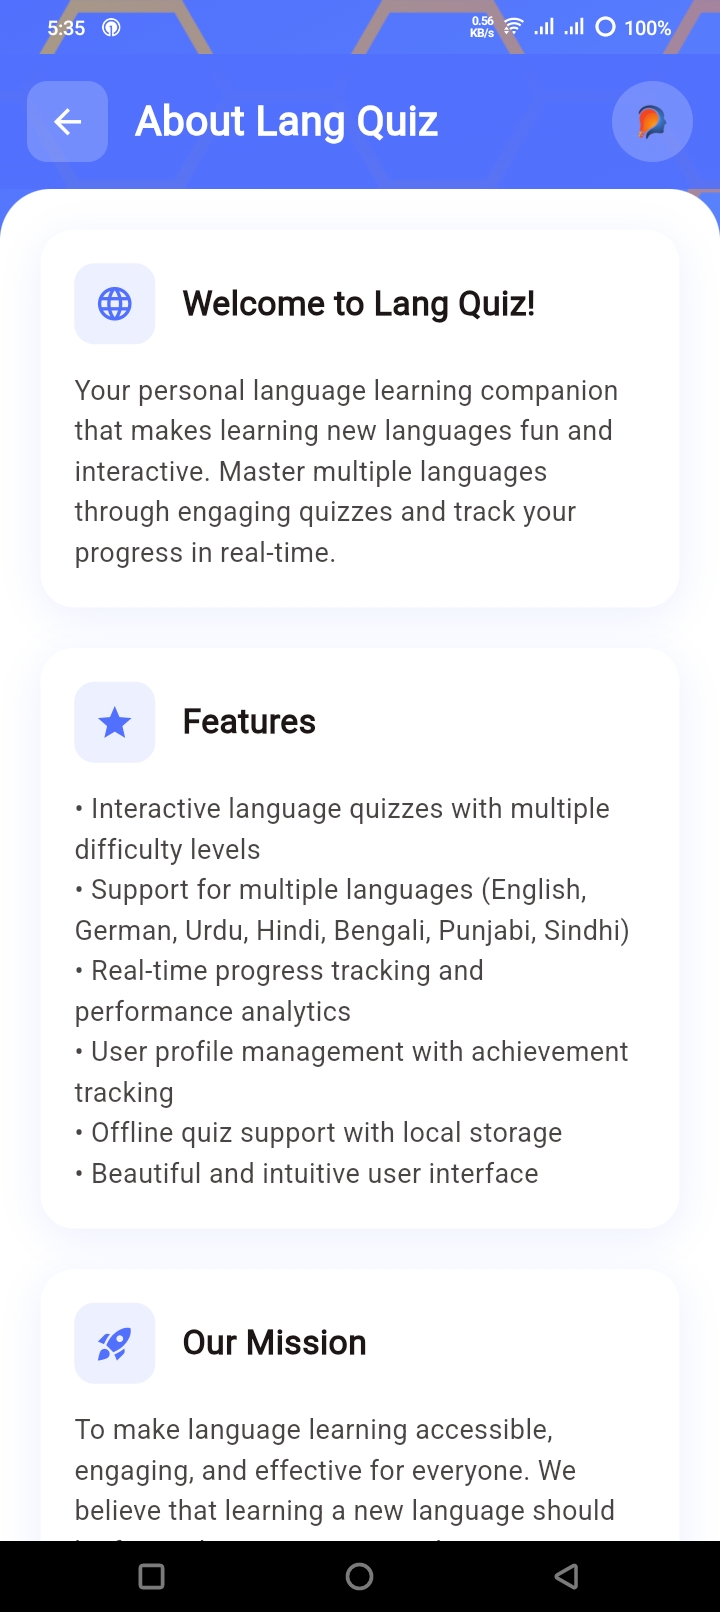 5:35
0.56
KB/s
100%
About Lang Quiz
Welcome to Lang Quiz!
Your personal language learning companion
that makes learning new languages fun and
interactive. Master multiple languages
through engaging quizzes and track your
progress in real-time.
Features
• Interactive language quizzes with multiple
difficulty levels
• Support for multiple languages (English,
German, Urdu, Hindi, Bengali, Punjabi, Sindhi)
• Real-time progress tracking and
performance analytics
• User profile management with achievement
tracking
• Offline quiz support with local storage
• Beautiful and intuitive user interface
Our Mission
To make language learning accessible,
engaging, and effective for everyone. We
believe that learning a new language should